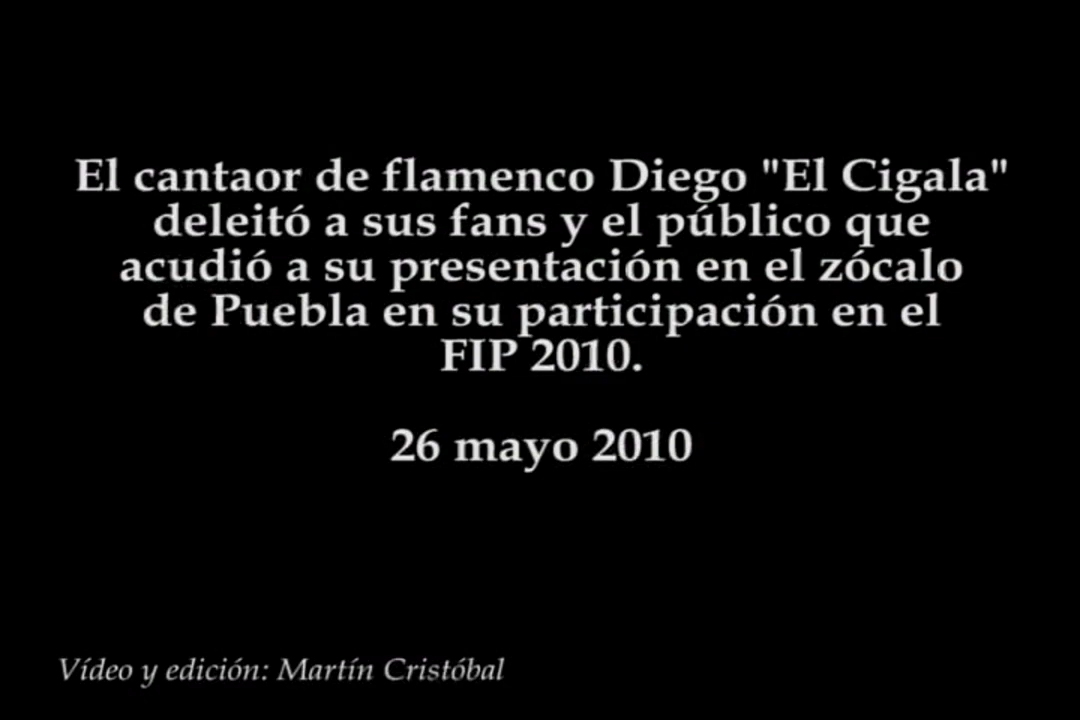 El cantaor de flamenco Diego "El Cigala"
deleitó a sus fans y el público que
acudió a su presentación en el zócalo
de Puebla en su participación en el
FIP 2010.
26 mayo 2010
Vídeo y edición: Martín Cristóbal